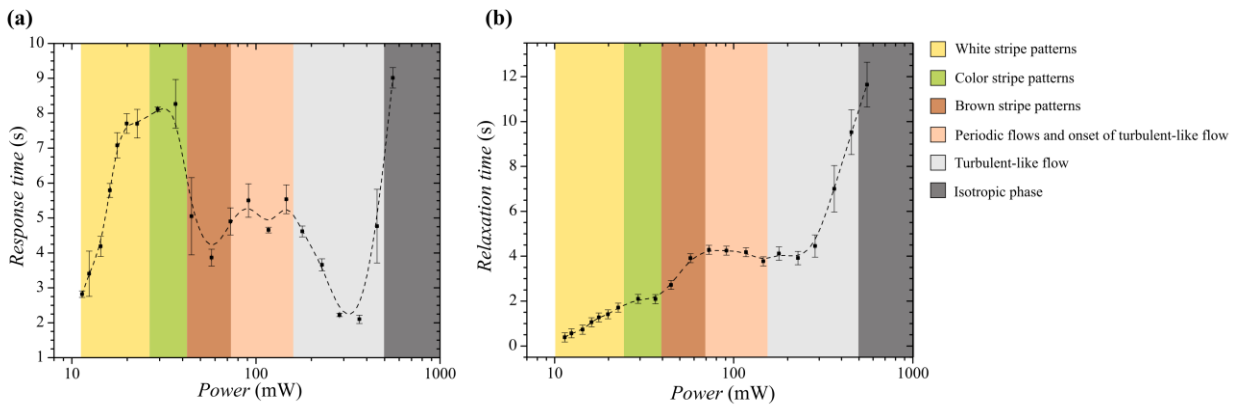 (a)
10
9
8
7
6
5
4
3
2
1
Response time (s)
10
100
1000
Power (mW)
(b)
12
10
8
6
4
2
0
Relaxation time (s)
10
100
1000
Power (mW)
White stripe patterns
Color stripe patterns
Brown stripe patterns
Periodic flows and onset of turbulent-like flow
Turbulent-like flow
Isotropic phase